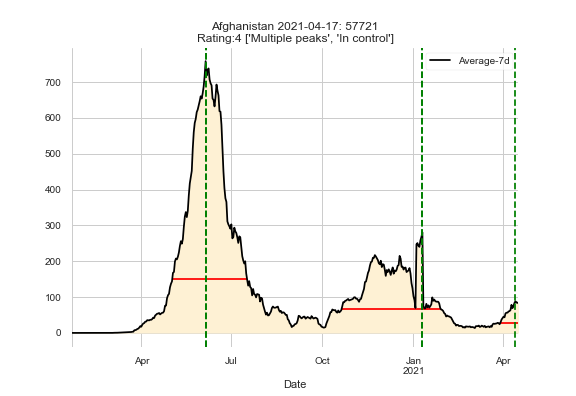 Afghanistan 2021-04-17: 57721
Rating:4 ['Multiple peaks', 'In control']
Average-7d
700
600
500
400
300
200
100
0
Apr
Jul
Oct
Jan
2021
Apr
Date